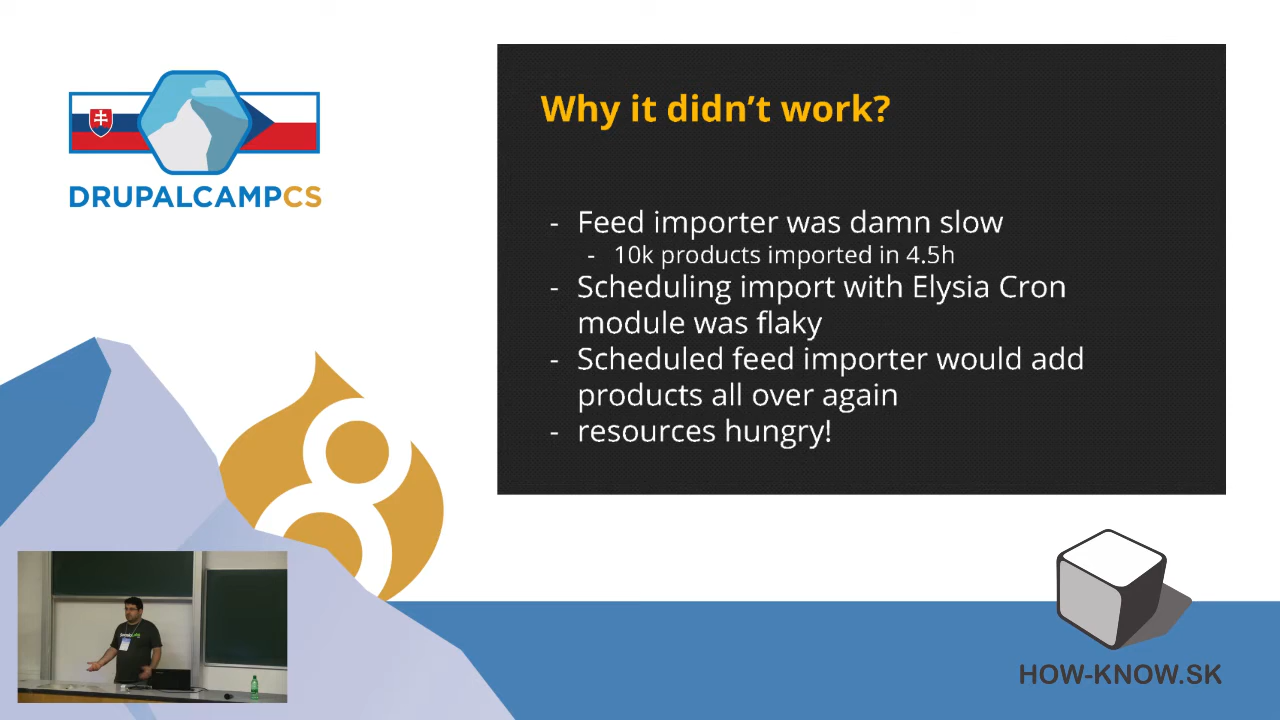 DRUPALCAMPCS
Why it didn't work?
- Feed importer was damn slow
- 10k products imported in 4.5h
- Scheduling import with Elysia Cron
module was flaky
- Scheduled feed importer would add
products all over again
- resources hungry!
HOW-KNOW.SK